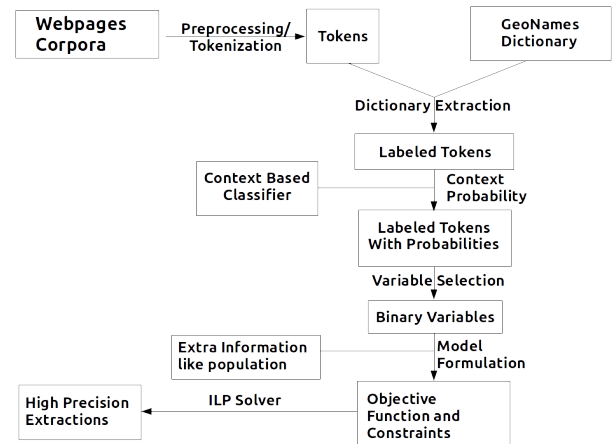 Webpages
Corpora
Preprocessing/
Tokenization
Tokens
GeoNames
Dictionary
Dictionary Extraction
Labeled Tokens
Context Based
Classifier
Context
Probability
Labeled Tokens
With Probabilities
Variable Selection
Binary Variables
Extra Information
like population
Model
Formulation
High Precision
Extractions
ILP Solver
Objective
Function and
Constraints